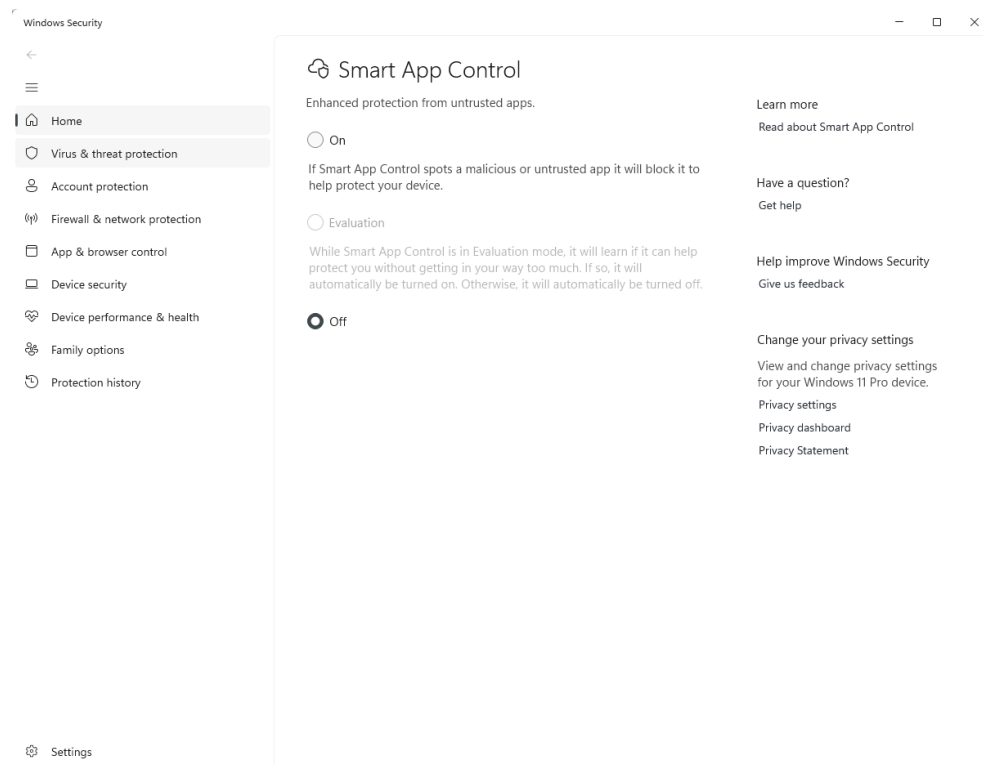 Windows Security
Home
Virus & threat protection
Account protection
Firewall & network protection
App & browser control
Device security
Device performance & health
Family options
Protection history
Settings
Smart App Control
Enhanced protection from untrusted apps.
On
If Smart App Control spots a malicious or untrusted app it will block it to
help protect your device.
Evaluation
While Smart App Control is in Evaluation mode, it will learn if it can help
protect you without getting in your way too much. If so, it will
automatically be turned on. Otherwise, it will automatically be turned off.
Off
Learn more
Read about Smart App Control
Have a question?
Get help
Help improve Windows Security
Give us feedback
Change your privacy settings
View and change privacy settings
for your Windows 11 Pro device.
Privacy settings
Privacy dashboard
Privacy Statement